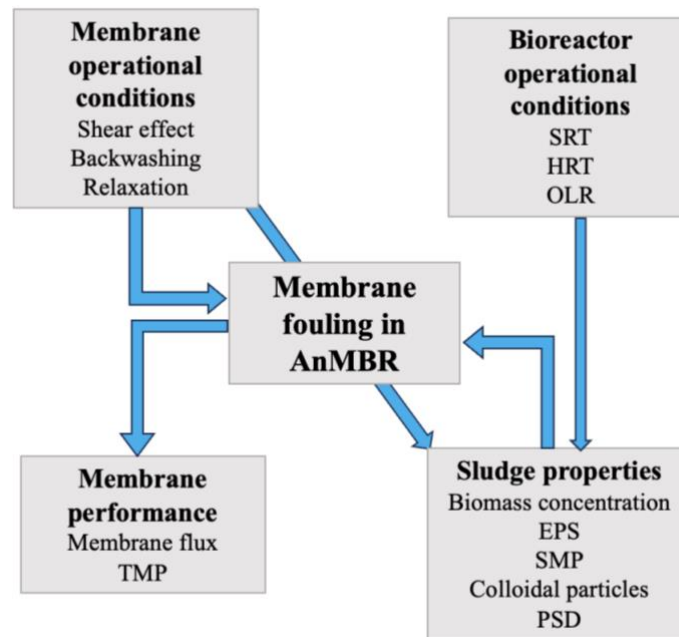 Membrane
operational
conditions
Shear effect
Backwashing
Relaxation
Bioreactor
operational
conditions
SRT
HRT
OLR
Membrane
fouling in
AnMBR
Membrane
performance
Membrane flux
TMP
Sludge properties
Biomass concentration
EPS
SMP
Colloidal particles
PSD